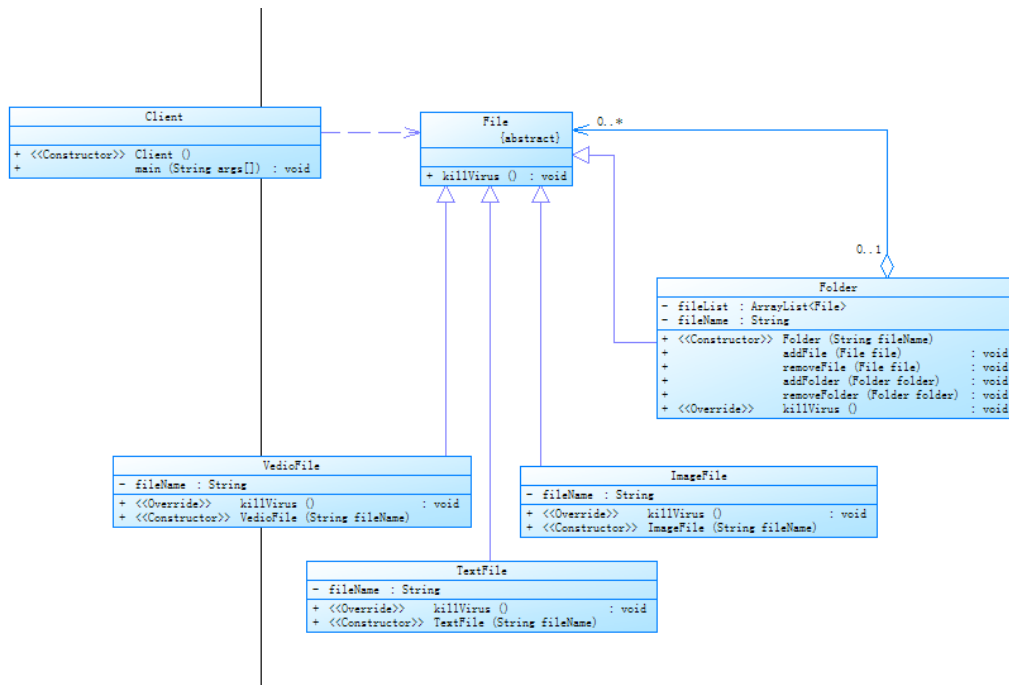 Client
+ <<Constructor>> Client ()
+ main (String args[]) : void
File
{abstract}
+ killVirus () : void
0..*
0..1
Folder
- fileList : ArrayList<File>
- fileName : String
+ <<Constructor>> Folder (String fileName)
+ addFile (File file) : void
+ removeFile (File file) : void
+ addFolder (Folder folder) : void
+ removeFolder (Folder folder) : void
+ <<Override>> killVirus () : void
VedioFile
- fileName : String
+ <<Override>> killVirus () : void
+ <<Constructor>> VedioFile (String fileName)
ImageFile
- fileName : String
+ <<Override>> killVirus () : void
+ <<Constructor>> ImageFile (String fileName)
TextFile
- fileName : String
+ <<Override>> killVirus () : void
+ <<Constructor>> TextFile (String fileName)